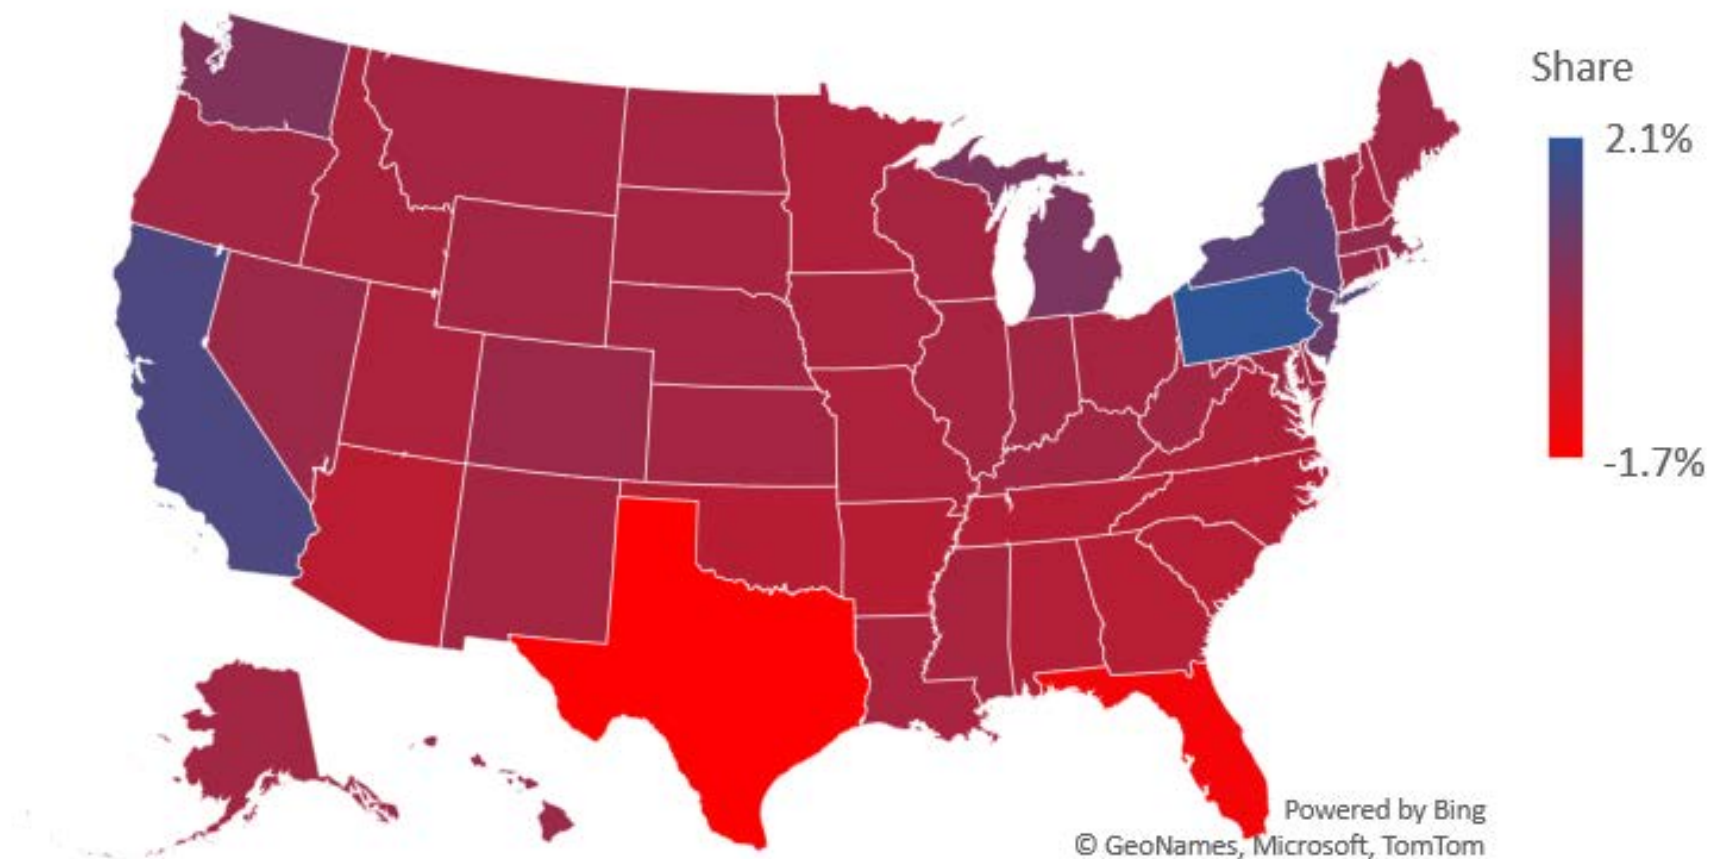 Share
2.1%
-1.7%
Powered by Bing
© GeoNames, Microsoft, TomTom